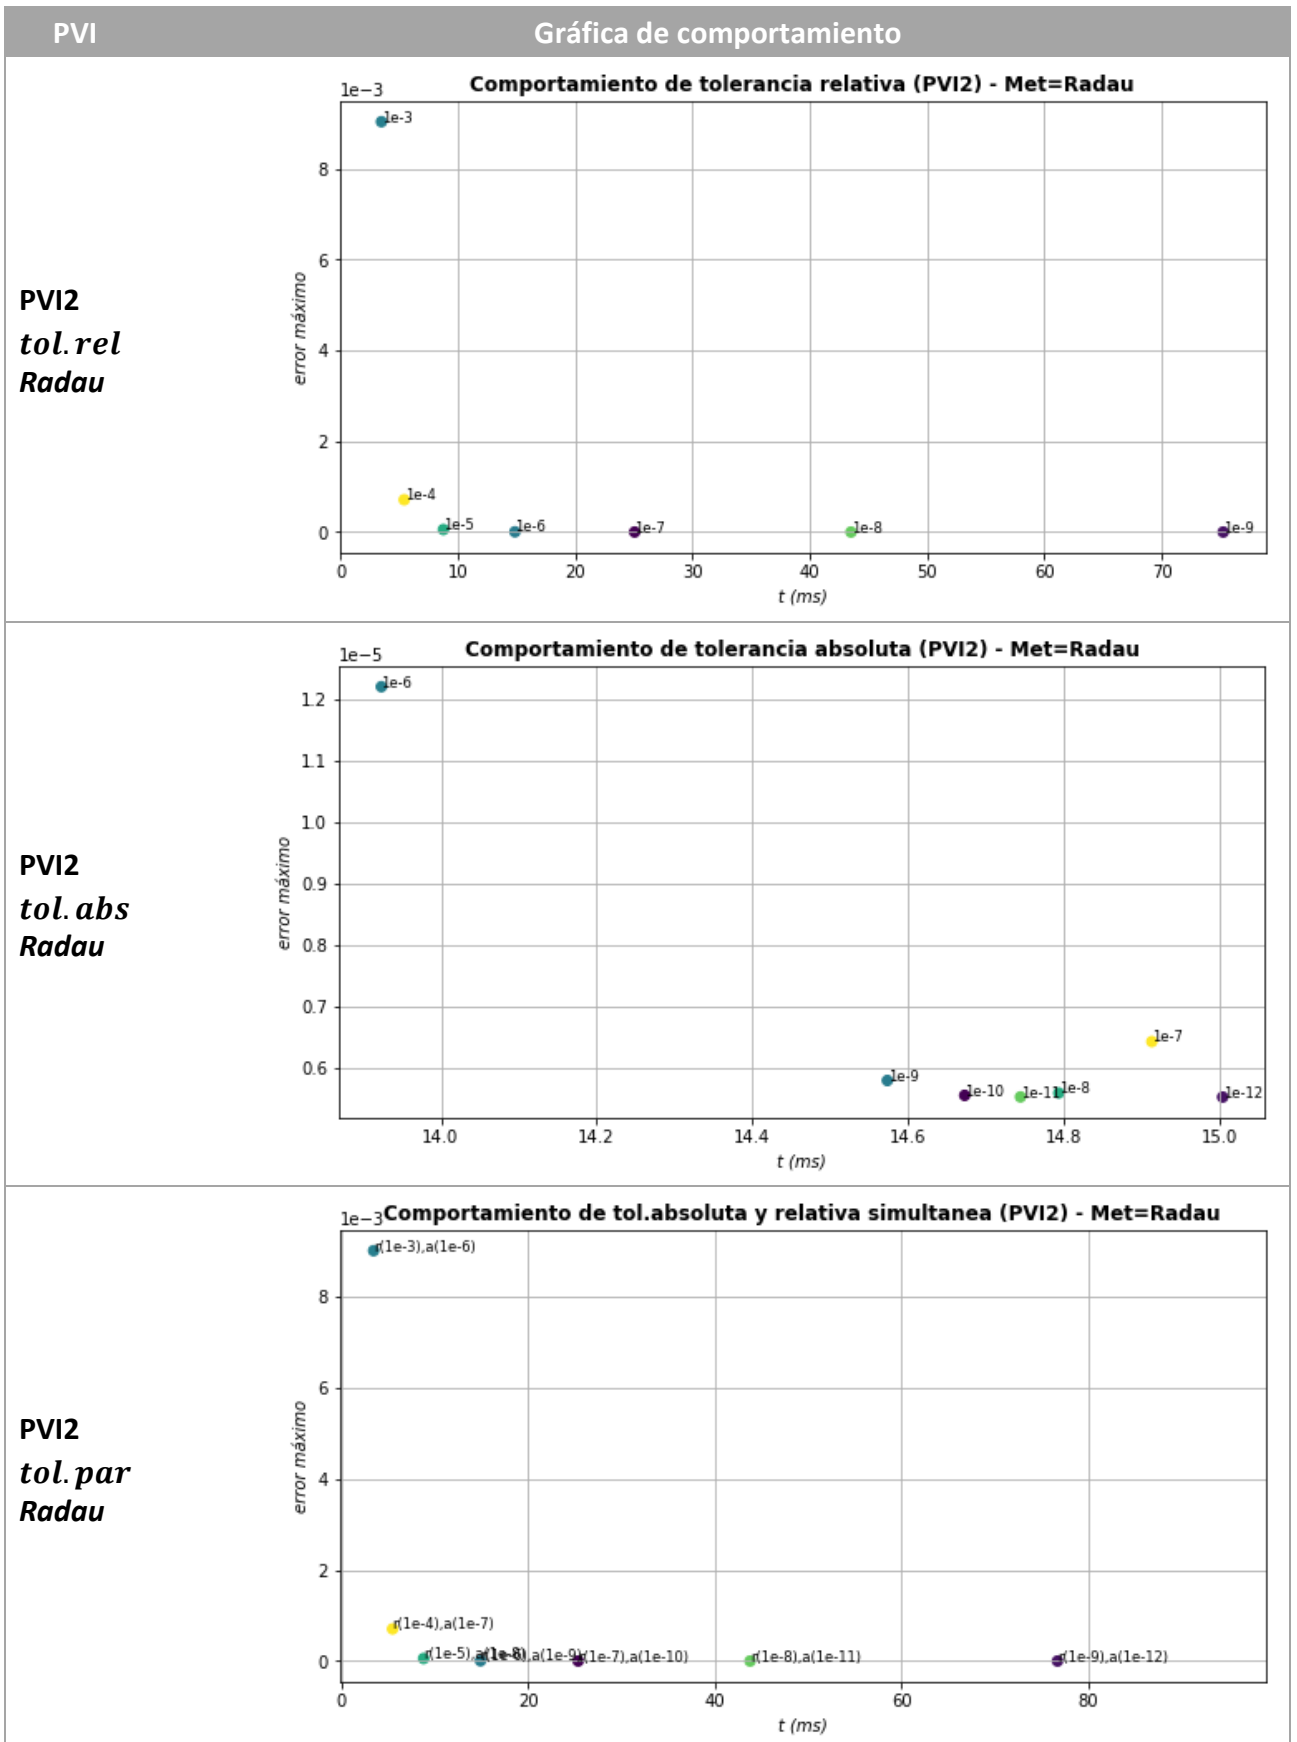 PVI Gráfica de comportamiento
Comportamiento de tolerancia relativa (PVI2) - Met=Radau
1e−3
1e-3
8
6
4
2
0
error máximo
1e-4
1e-5
1e-6
1e-7
1e-8
1e-9
0 10 20 30 40 50 60 70
t (ms)
PVI2
tol.rel
Radau
Comportamiento de tolerancia absoluta (PVI2) - Met=Radau
1e−5
1e-6
1.2
1.1
1.0
0.9
0.8
0.7
0.6
error máximo
1e-7
1e-9
1e-10
1e-11
1e-8
1e-12
14.0 14.2 14.4 14.6 14.8 15.0
t (ms)
PVI2
tol.abs
Radau
Comportamiento de tol.absoluta y relativa simultanea (PVI2) - Met=Radau
1e−3
r(1e-3),a(1e-6)
8
6
4
2
0
error máximo
r(1e-4),a(1e-7)
r(1e-5),a(1e-8)
r(1e-6),a(1e-9)
r(1e-7),a(1e-10)
r(1e-8),a(1e-11)
r(1e-9),a(1e-12)
0 20 40 60 80
t (ms)
PVI2
tol.par
Radau